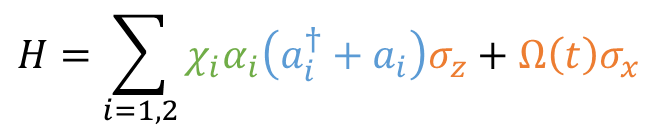 H = ∑_{i=1,2} χ_i α_i (a_i^† + a_i) σ_z + Ω(t) σ_x